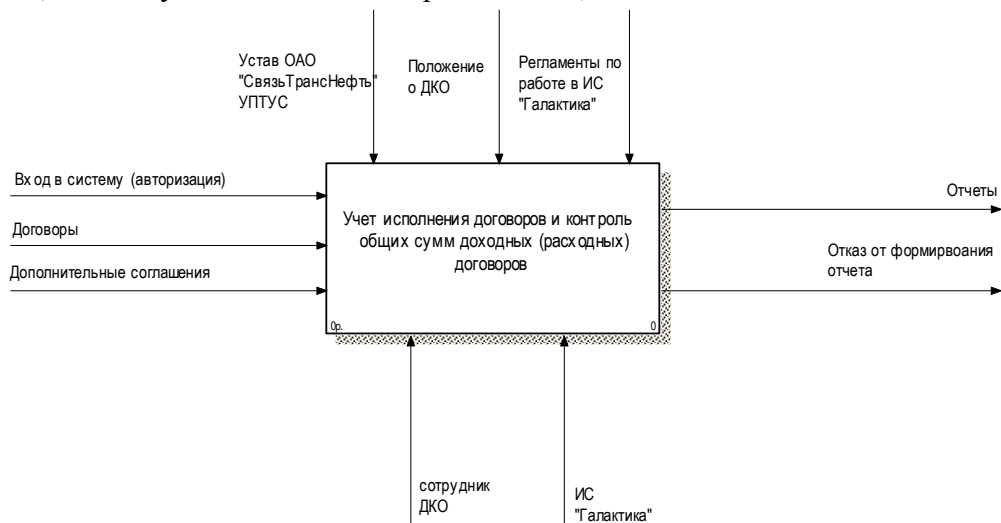 Устав ОАО
"СвязьТрансНефть"
УПТУС
Положение
о ДКО
Регламенты по
работе в ИС
"Галактика"
Вход в систему (авторизация)
Договоры
Дополнительные соглашения
Учет исполнения договоров и контроль
общих сумм доходных (расходных)
договоров
0р.
0
Отчеты
Отказ от формирвоания
отчета
сотрудник
ДКО
ИС
"Галактика"